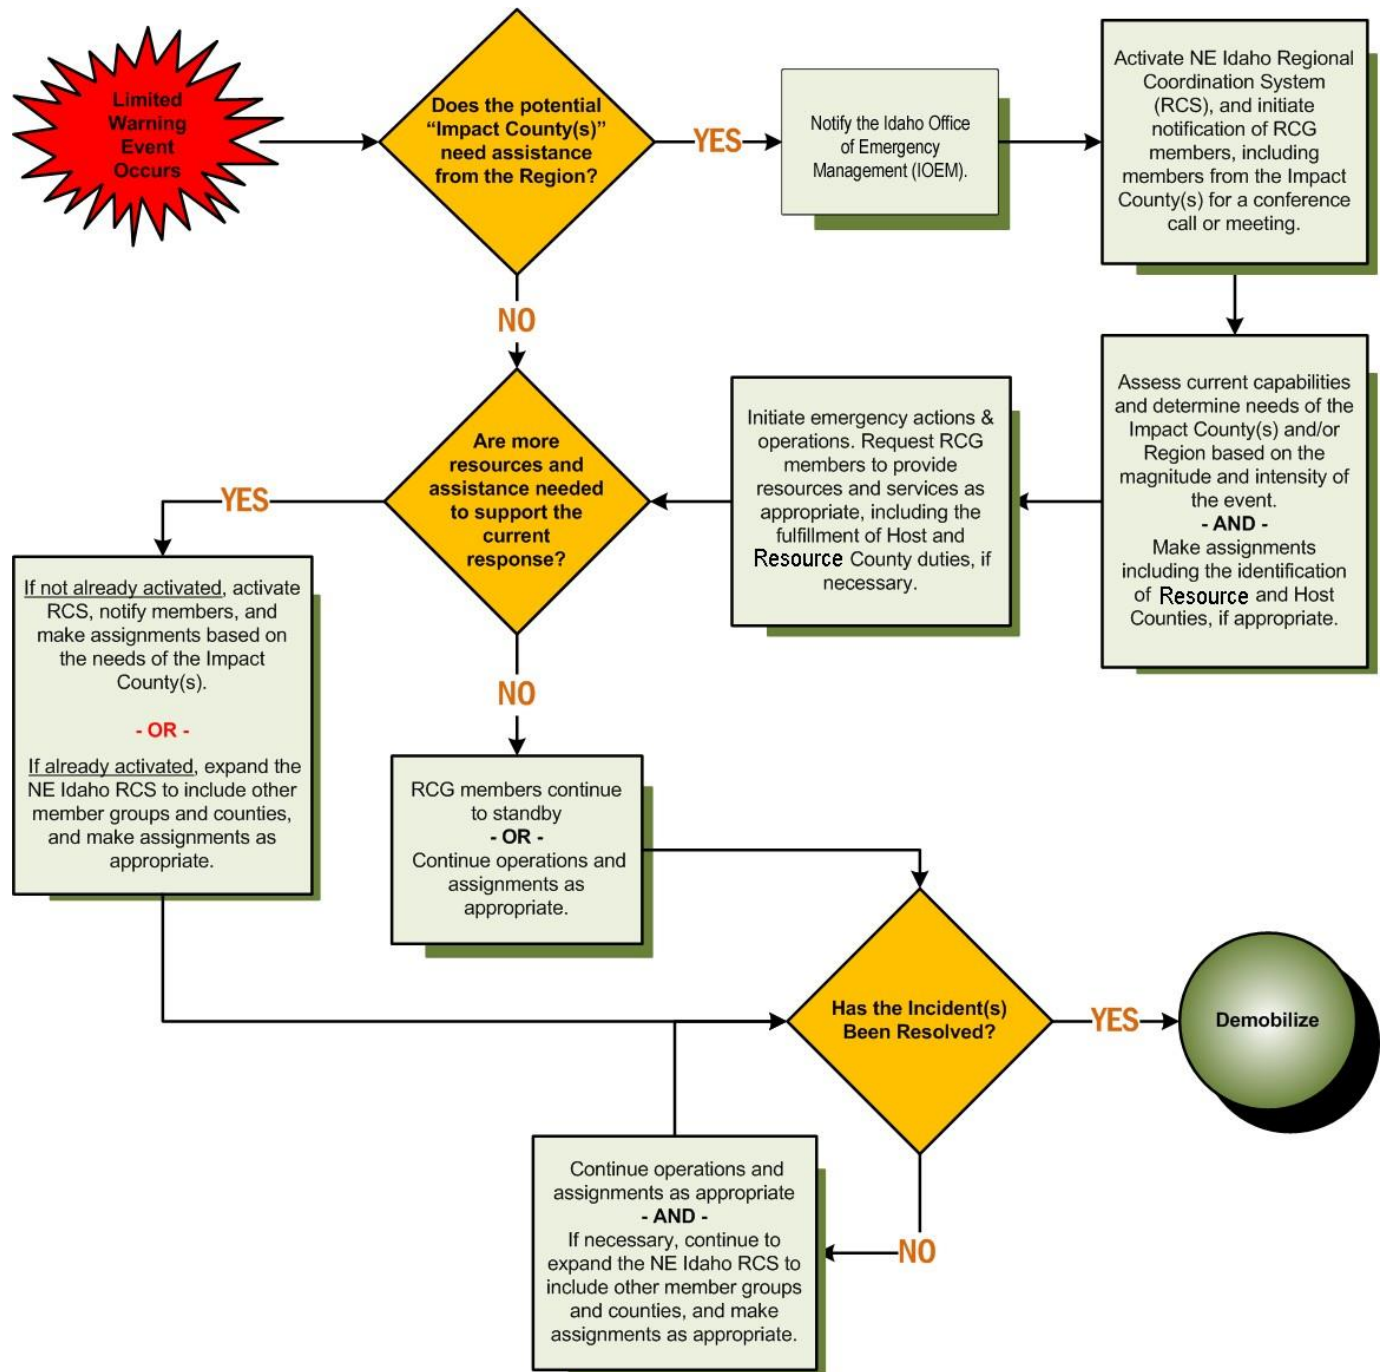 Limited
Warning
Event
Occurs
Does the potential
“Impact County(s)”
need assistance
from the Region?
YES
Notify the Idaho Office
of Emergency
Management (IOEM).
Activate NE Idaho Regional
Coordination System
(RCS), and initiate
notification of RCG
members, including
members from the Impact
County(s) for a conference
call or meeting.
NO
Assess current capabilities
and determine needs of the
Impact County(s) and/or
Region based on the
magnitude and intensity of
the event.
- AND -
Make assignments
including the identification
of Resource and Host
Counties, if appropriate.
Initiate emergency actions &
operations. Request RCG
members to provide
resources and services as
appropriate, including the
fulfillment of Host and
Resource County duties, if
necessary.
Are more
resources and
assistance needed
to support the
current
response?
YES
If not already activated, activate
RCS, notify members, and
make assignments based on
the needs of the Impact
County(s).
- OR -
If already activated, expand the
NE Idaho RCS to include other
member groups and counties,
and make assignments as
appropriate.
NO
RCG members continue
to standby
- OR -
Continue operations and
assignments as
appropriate.
Has the Incident(s)
Been Resolved?
YES
Demobilize
NO
Continue operations and
assignments as appropriate
- AND -
If necessary, continue to
expand the NE Idaho RCS to
include other member groups
and counties, and make
assignments as appropriate.